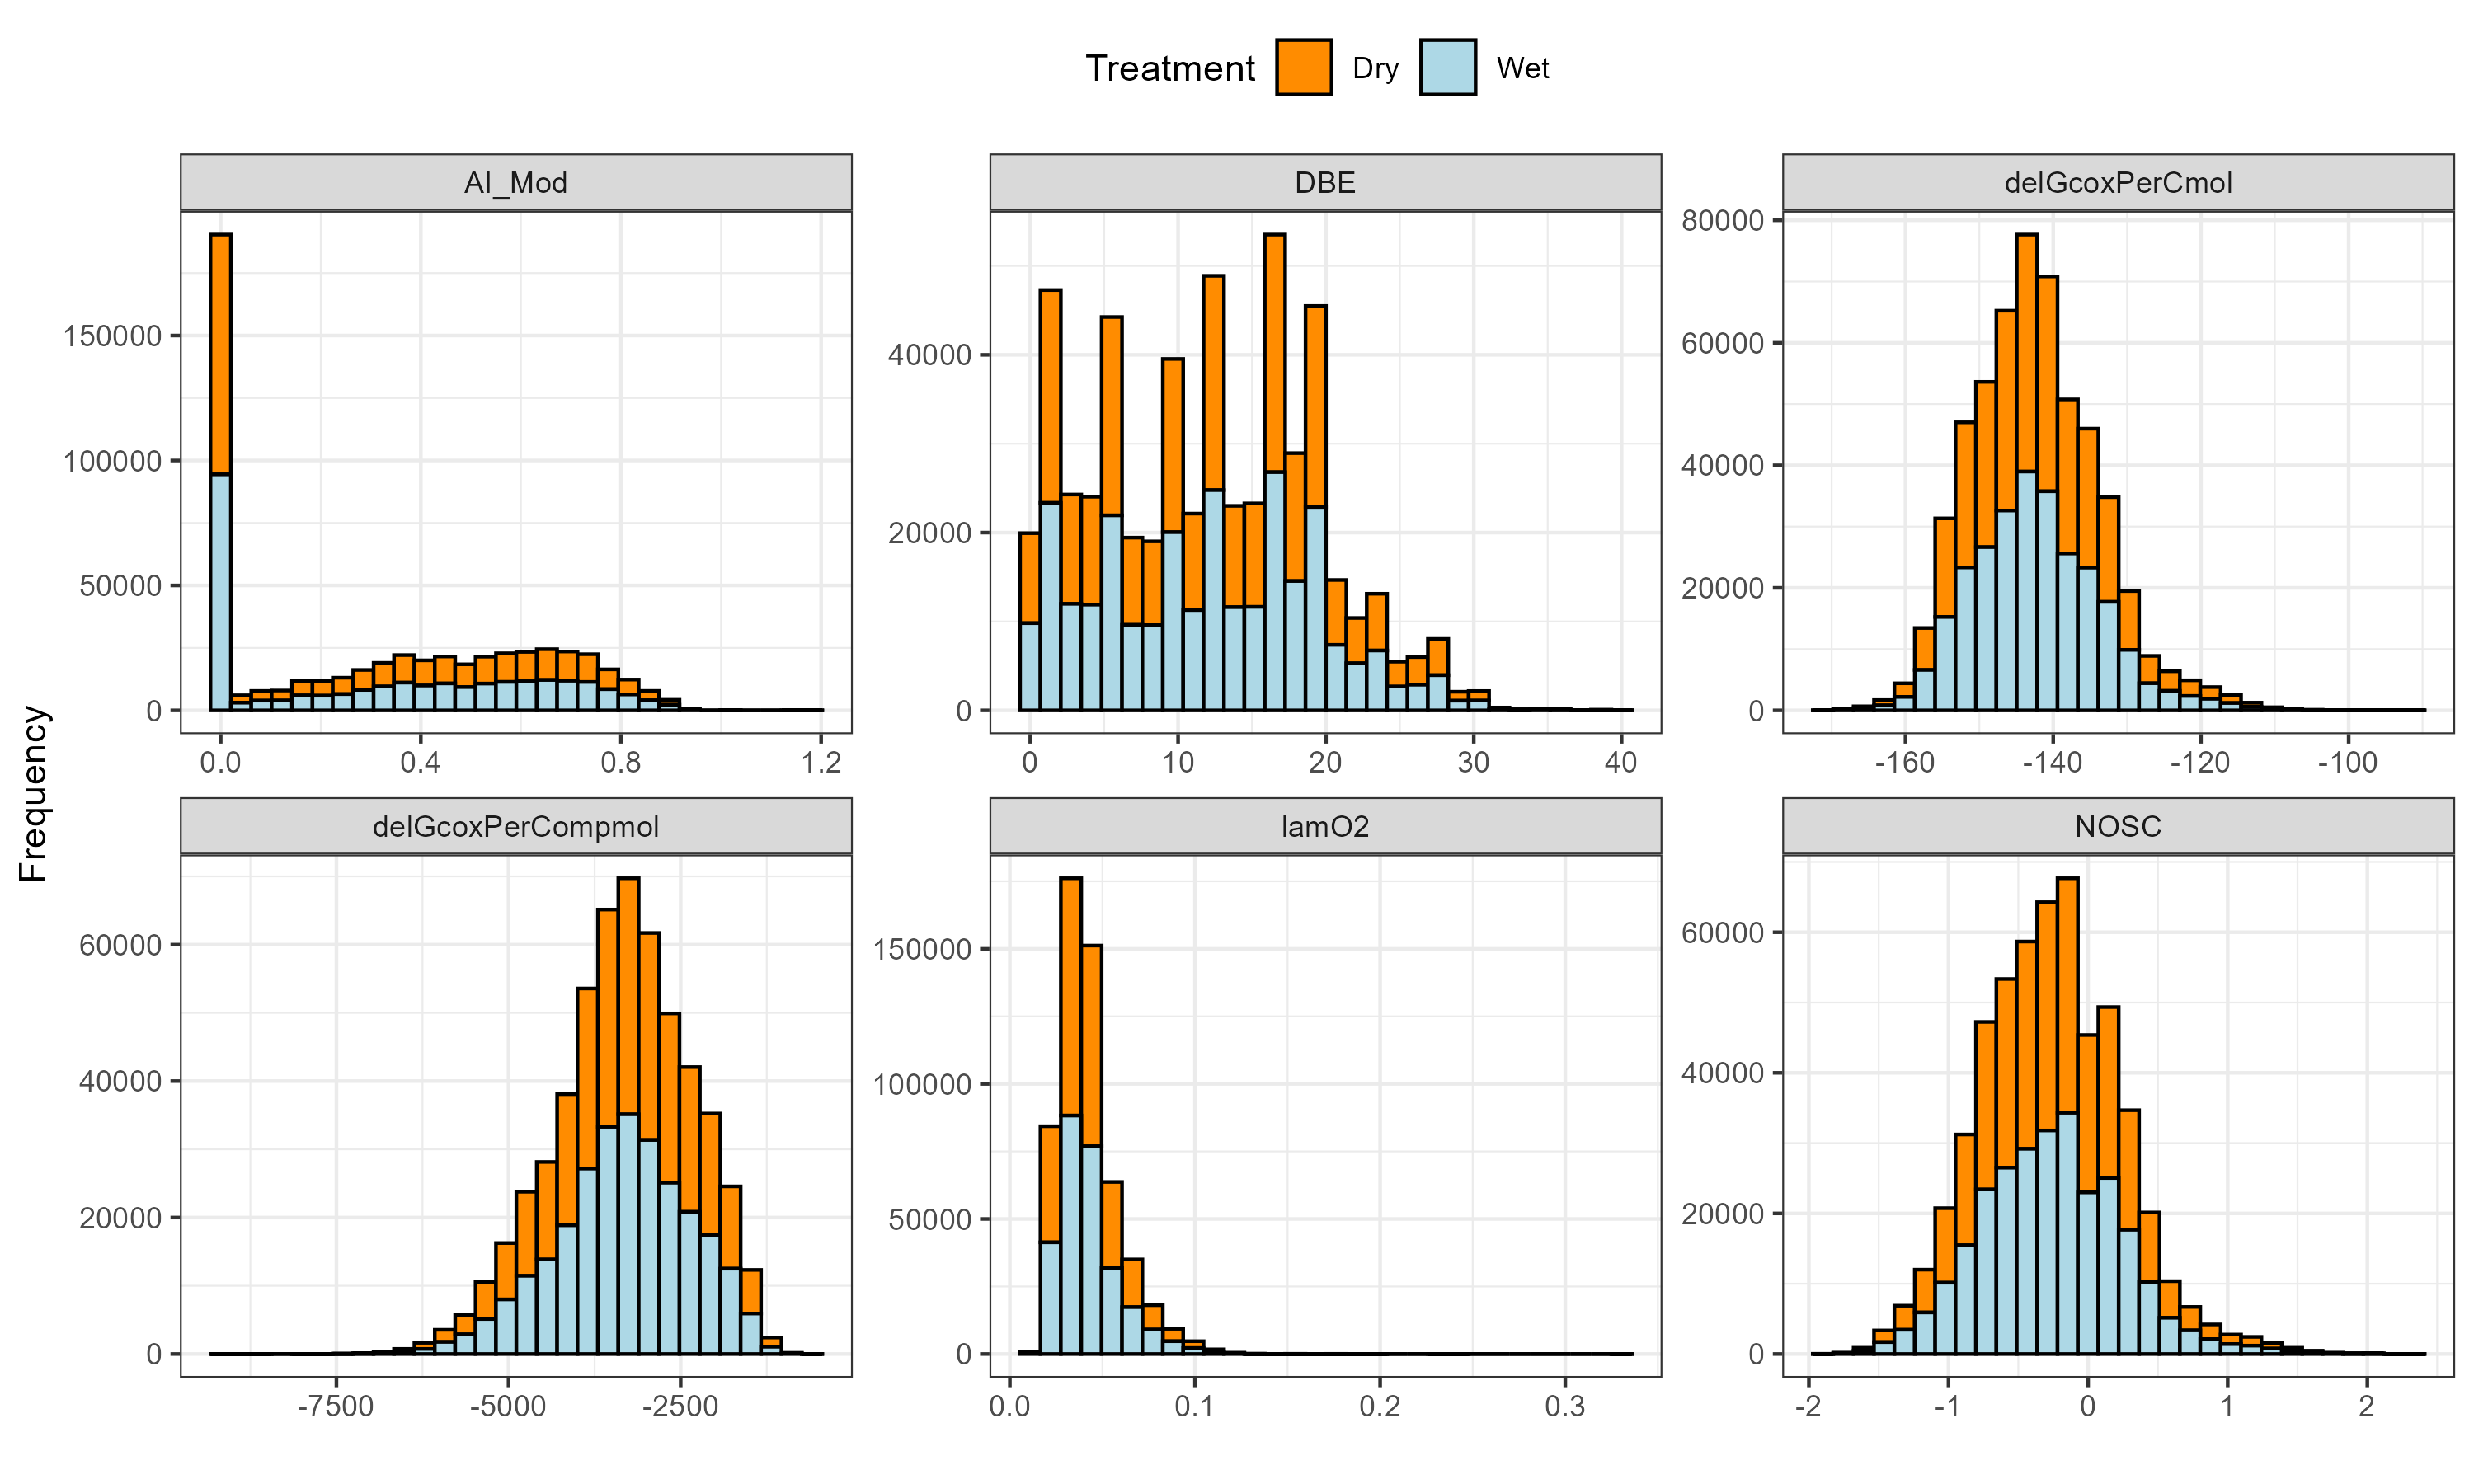 Treatment Dry Wet
AI_Mod DBE delGcoxPerCmol
150000
100000
50000
0
0.0 0.4 0.8 1.2
40000
20000
0
0 10 20 30 40
80000
60000
40000
20000
0
-160 -140 -120 -100
Frequency
delGcoxPerCompmol lamO2 NOSC
60000
40000
20000
0
-7500 -5000 -2500
150000
100000
50000
0
0.0 0.1 0.2 0.3
60000
40000
20000
0
-2 -1 0 1 2